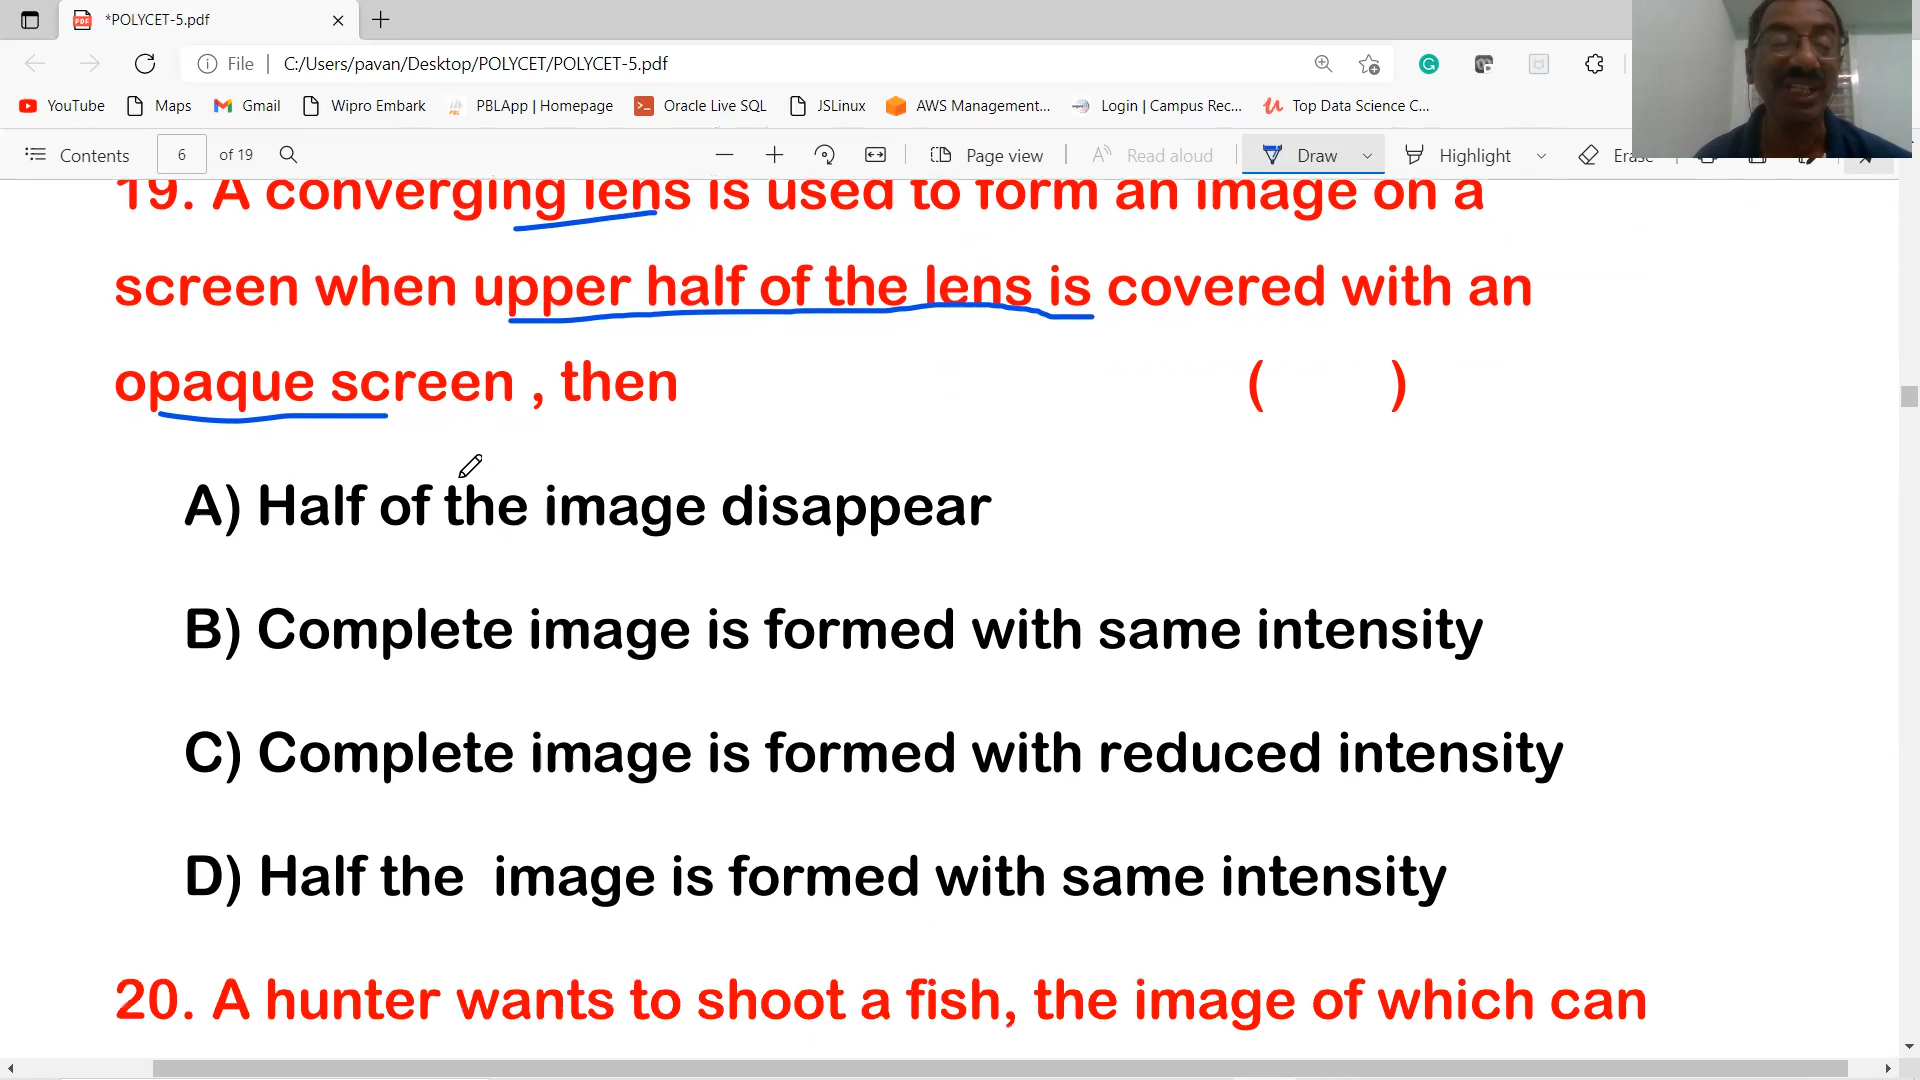 *POLYCET-5.pdf
File C:/Users/pavan/Desktop/POLYCET/POLYCET-5.pdf
YouTube Maps Gmail Wipro Embark PBLApp | Homepage Oracle Live SQL JSLinux AWS Management... Login | Campus Rec... Top Data Science C...
Contents 6 of 19 Page view Read aloud Draw Highlight Erase
19. A converging lens is used to form an image on a
screen when upper half of the lens is covered with an
opaque screen , then ( )
A) Half of the image disappear
B) Complete image is formed with same intensity
C) Complete image is formed with reduced intensity
D) Half the image is formed with same intensity
20. A hunter wants to shoot a fish, the image of which can